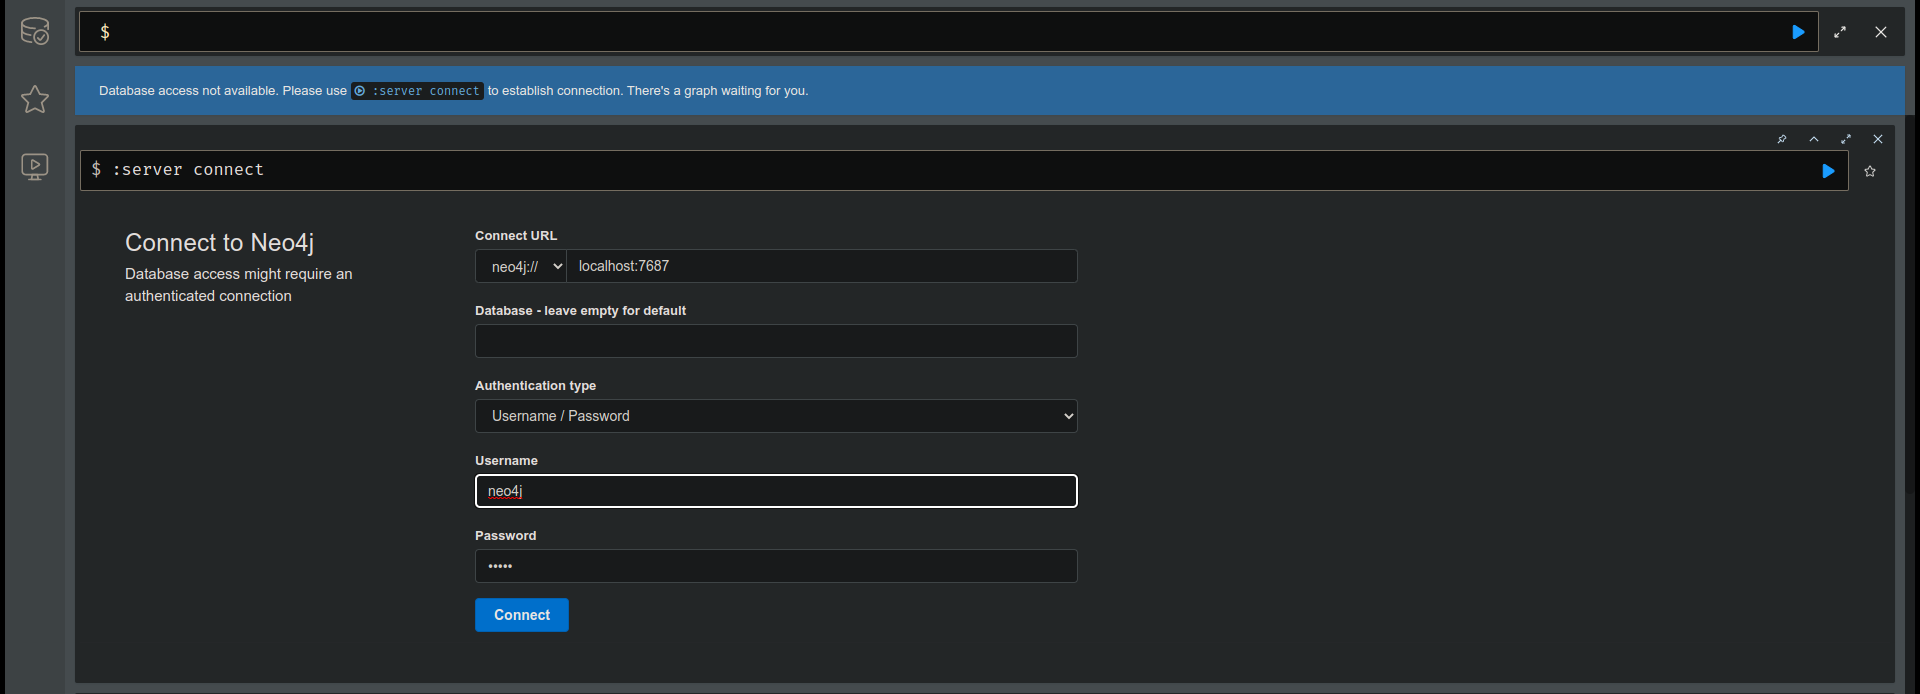 $
Database access not available. Please use :server connect to establish connection. There's a graph waiting for you.
$ :server connect
Connect to Neo4j
Database access might require an
authenticated connection
Connect URL
neo4j:// localhost:7687
Database - leave empty for default
Authentication type
Username / Password
Username
neo4j
Password
•••••
Connect